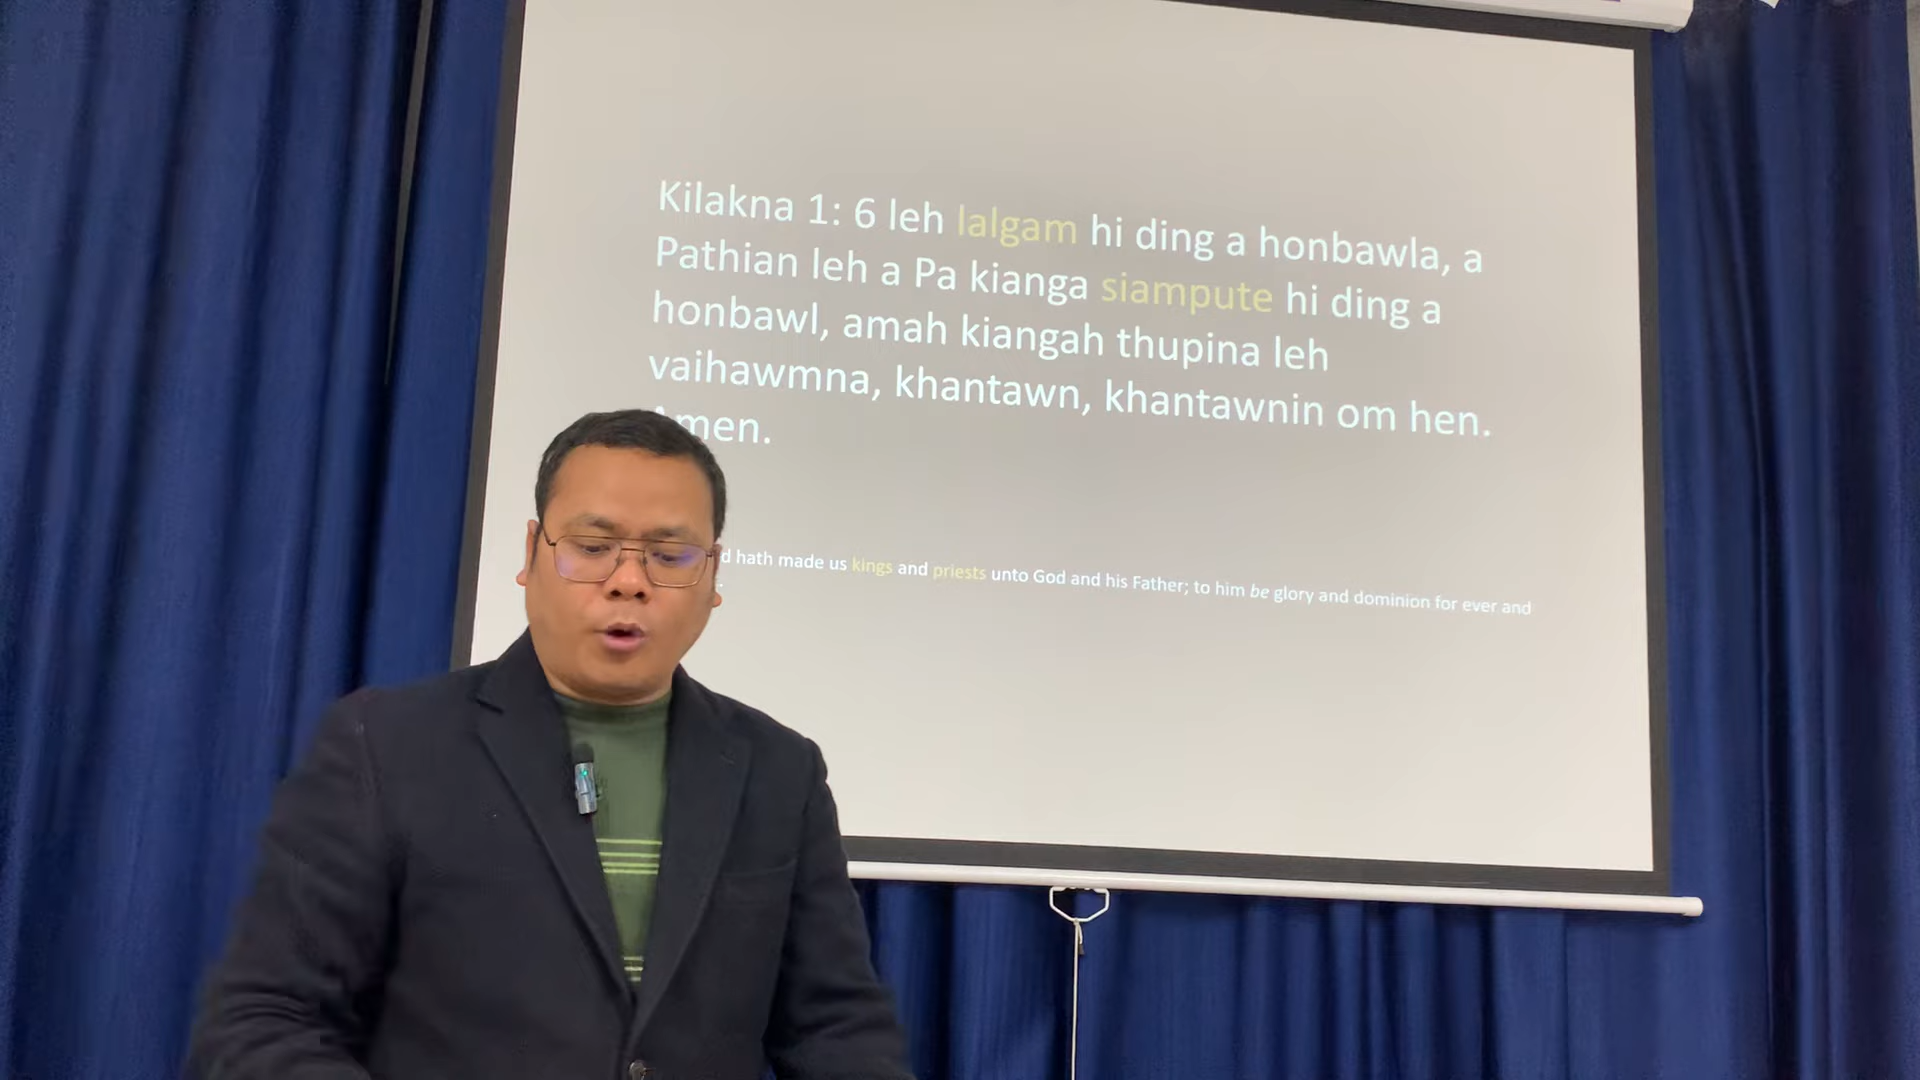 Kilakna 1: 6 leh lalgam hi ding a honbawla, a
Pathian leh a Pa kianga siampute hi ding a
honbawl, amah kiangah thupina leh
vaihawmna, khantawn, khantawnin om hen.
Amen.
hath made us kings and priests unto God and his Father; to him be glory and dominion for ever and